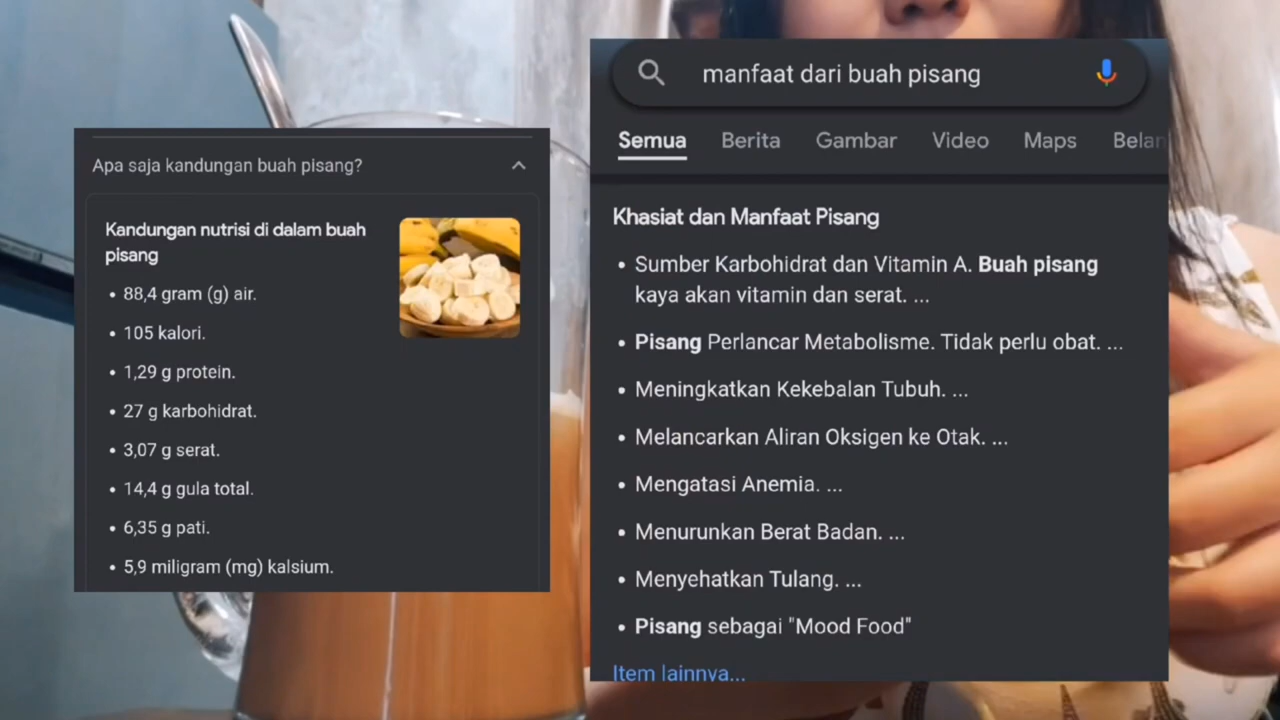 Apa saja kandungan buah pisang?
Kandungan nutrisi di dalam buah
pisang
• 88,4 gram (g) air.
• 105 kalori.
• 1,29 g protein.
• 27 g karbohidrat.
• 3,07 g serat.
• 14,4 g gula total.
• 6,35 g pati.
• 5,9 miligram (mg) kalsium.
manfaat dari buah pisang
Semua Berita Gambar Video Maps Belan
Khasiat dan Manfaat Pisang
• Sumber Karbohidrat dan Vitamin A. Buah pisang
kaya akan vitamin dan serat. ...
• Pisang Perlancar Metabolisme. Tidak perlu obat. ...
• Meningkatkan Kekebalan Tubuh. ...
• Melancarkan Aliran Oksigen ke Otak. ...
• Mengatasi Anemia. ...
• Menurunkan Berat Badan. ...
• Menyehatkan Tulang. ...
• Pisang sebagai "Mood Food"
Item lainnya...